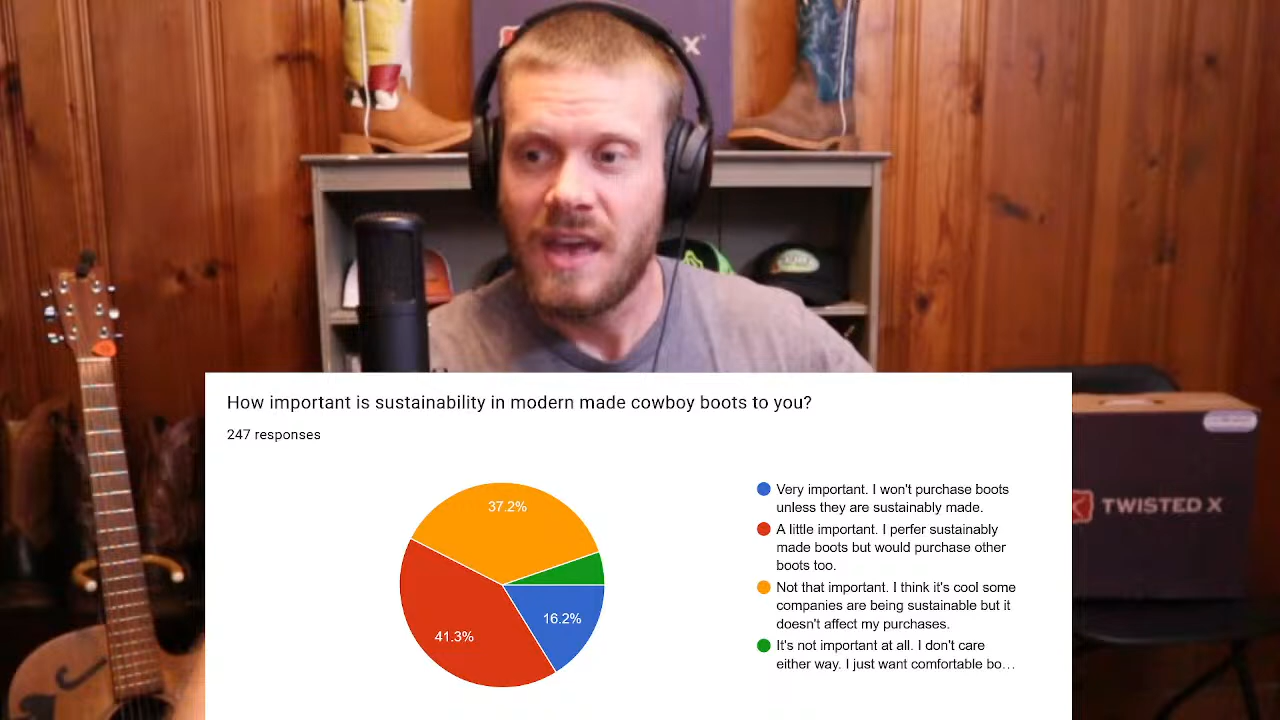 X
How important is sustainability in modern made cowboy boots to you?
247 responses
37.2%
16.2%
41.3%
Very important. I won't purchase boots
unless they are sustainably made.
A little important. I perfer sustainably
made boots but would purchase other
boots too.
Not that important. I think it's cool some
companies are being sustainable but it
doesn't affect my purchases.
It's not important at all. I don't care
either way. I just want comfortable bo…
TWISTED X